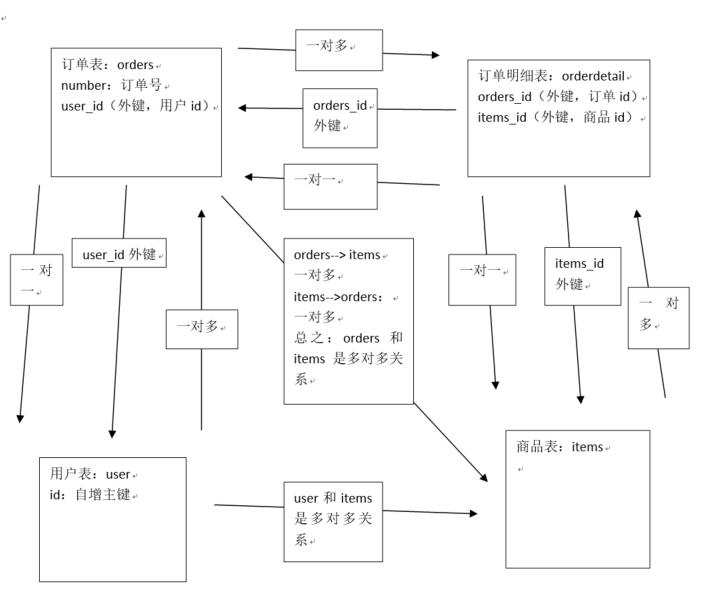 一对多
订单表：orders
number：订单号
user_id（外键，用户 id）
订单明细表：orderdetail
orders_id（外键，订单 id）
items_id（外键，商品 id）
orders_id
外键
一对一
orders--> items
一对多
items-->orders：
一对多
总之：orders 和
items 是多对多关
系
一 对
一
user_id 外键
一对多
一对一
items_id
外键
一 对
多
用户表：user
id：自增主键
user 和 items
是多对多关
系
商品表：items